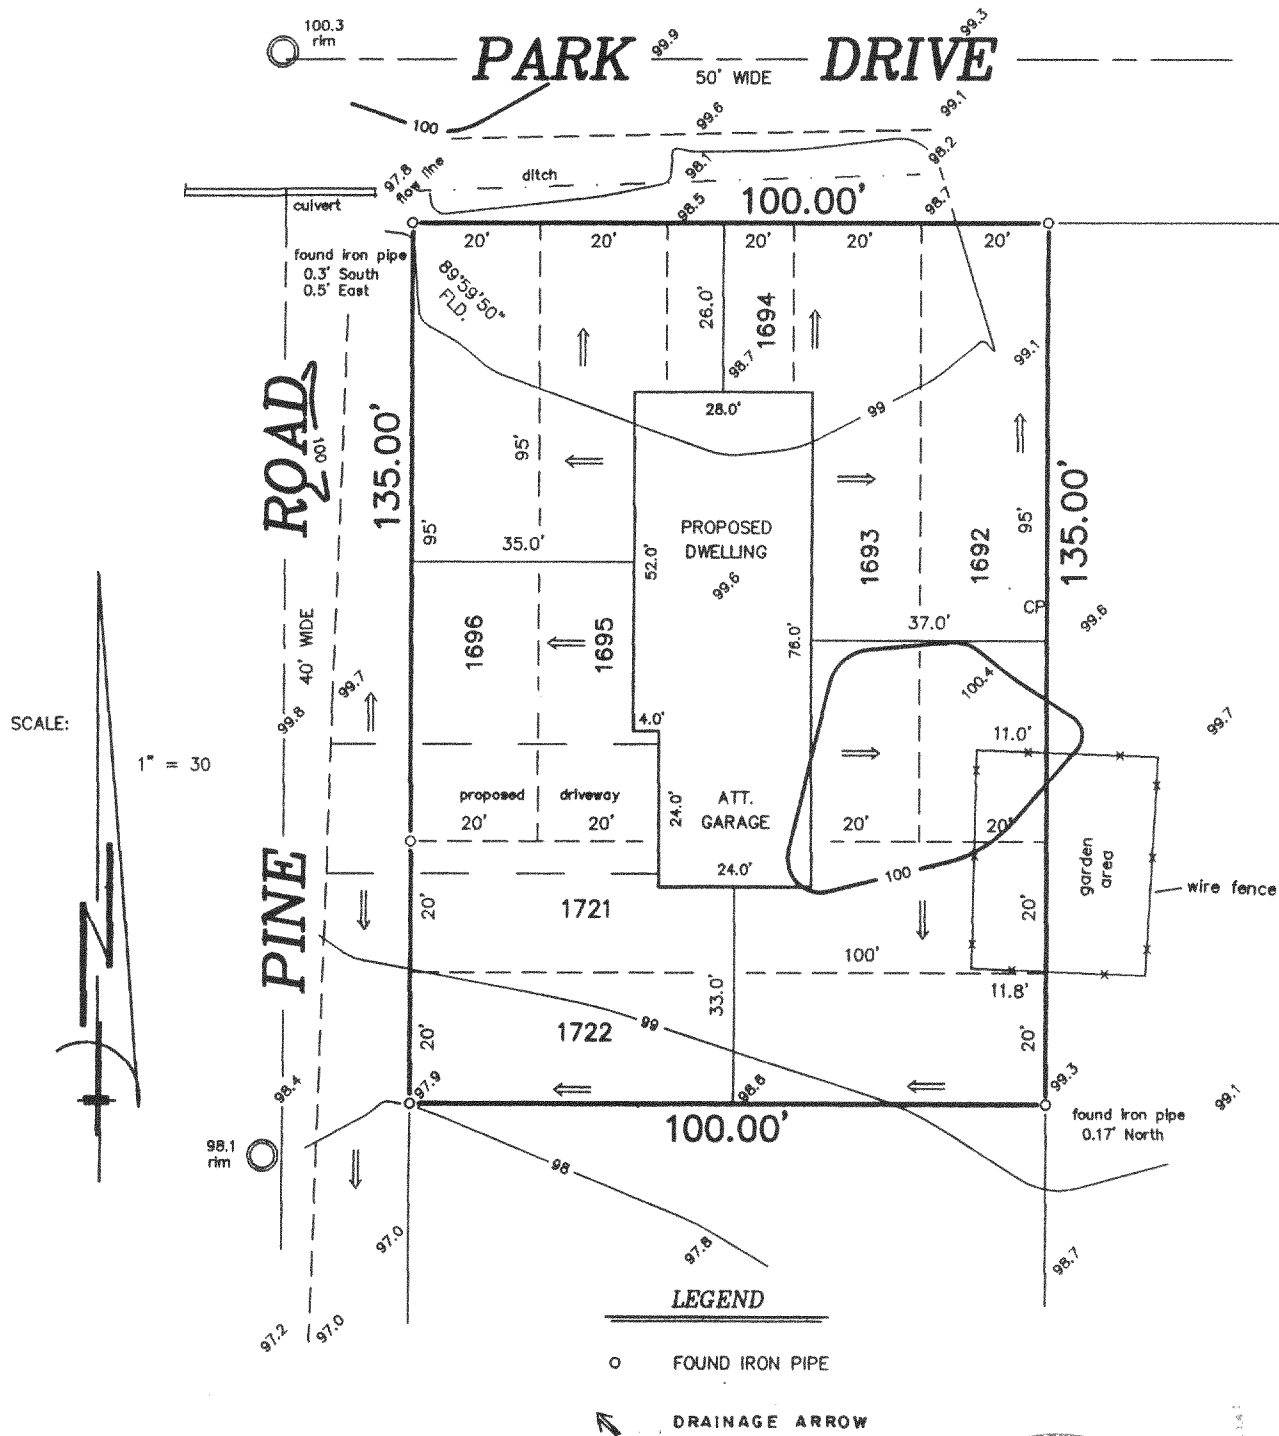 100.3
rim
PARK DRIVE
99.9
99.3
50' WIDE
99.1
99.6
100
98.2
98.1
97.8
flow line
ditch
culvert
100.00'
98.5
98.7
20' 20' 20' 20' 20'
found iron pipe
0.3' South
0.5' East
89°59'50"
FLD.
26.0'
1694
98.7
99.1
28.0'
99
ROAD
100
135.00'
95'
95'
PROPOSED
DWELLING
99.6
1693
1692
95'
135.00'
35.0'
52.0'
76.0'
37.0'
CP
99.6
1696
1695
40' WIDE
99.7
99.8
100.4
99.7
SCALE:
1" = 30
4.0'
11.0'
proposed driveway
20' 20'
24.0'
ATT.
GARAGE
20' 20'
24.0'
100
garden
area
wire fence
PINE
20'
1721
20'
100'
33.0'
11.8'
20'
1722
99
20'
N
98.4
97.9
98.6
99.3
99.1
100.00'
found iron pipe
0.17' North
98.1
rim
98
97.0
97.8
98.7
97.2
97.0
LEGEND
FOUND IRON PIPE
DRAINAGE ARROW